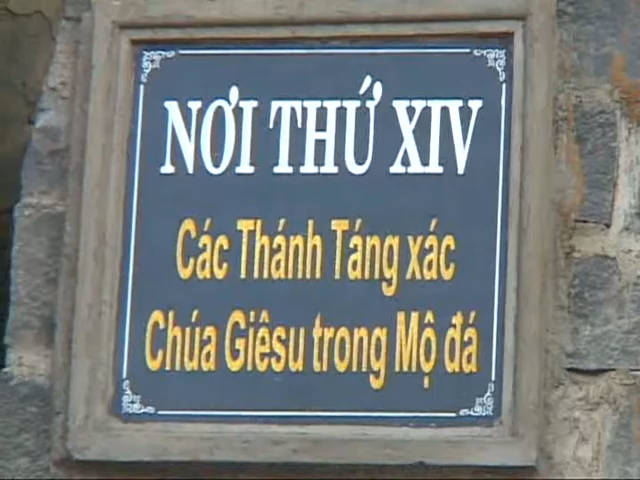 NƠI THỨ XIV
Các Thánh Táng xác
Chúa Giêsu trong Mộ đá